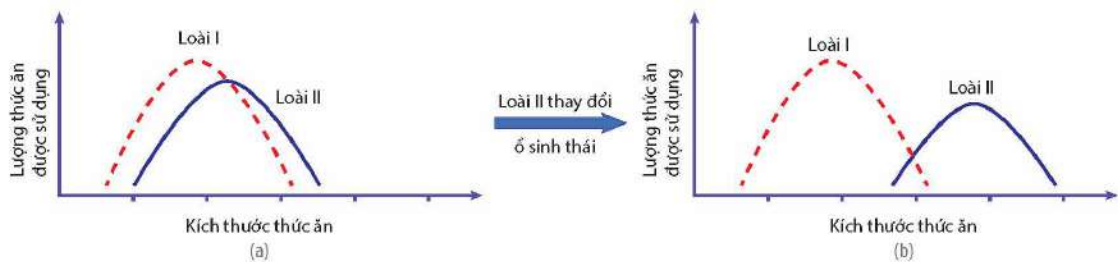 Lượng thức ăn
được sử dụng
Loài I
Loài II
Kích thước thức ăn
(a)
Loài II thay đổi
ổ sinh thái
Lượng thức ăn
được sử dụng
Loài I
Loài II
Kích thước thức ăn
(b)